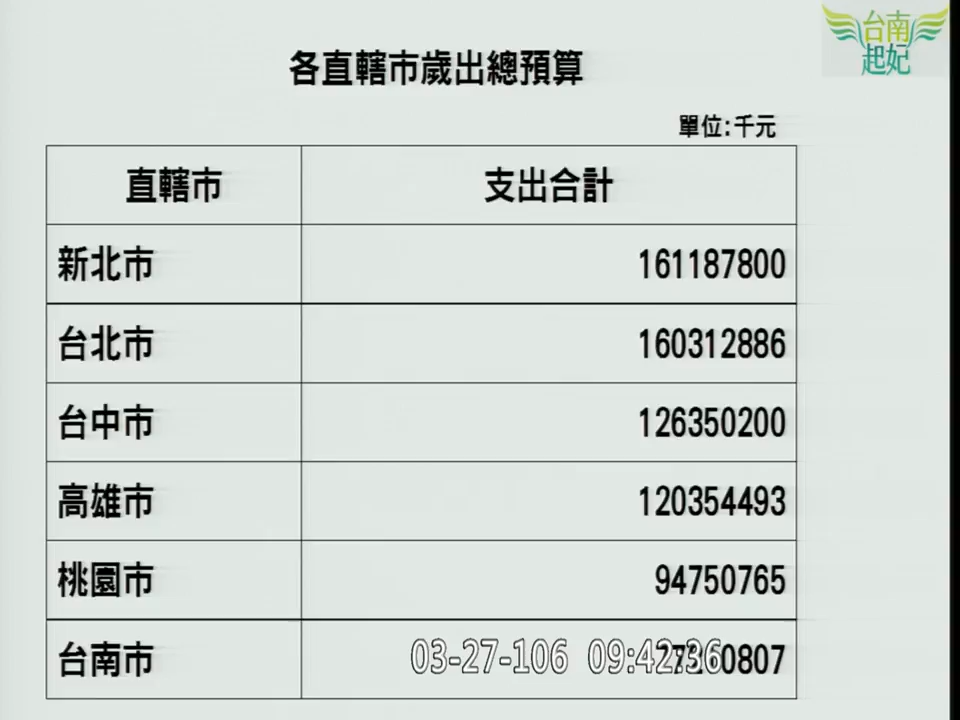 台南
起妃
各直轄市歲出總預算
單位:千元
直轄市 支出合計
新北市 161187800
台北市 160312886
台中市 126350200
高雄市 120354493
桃園市 94750765
台南市
03-27-106 09:42:36